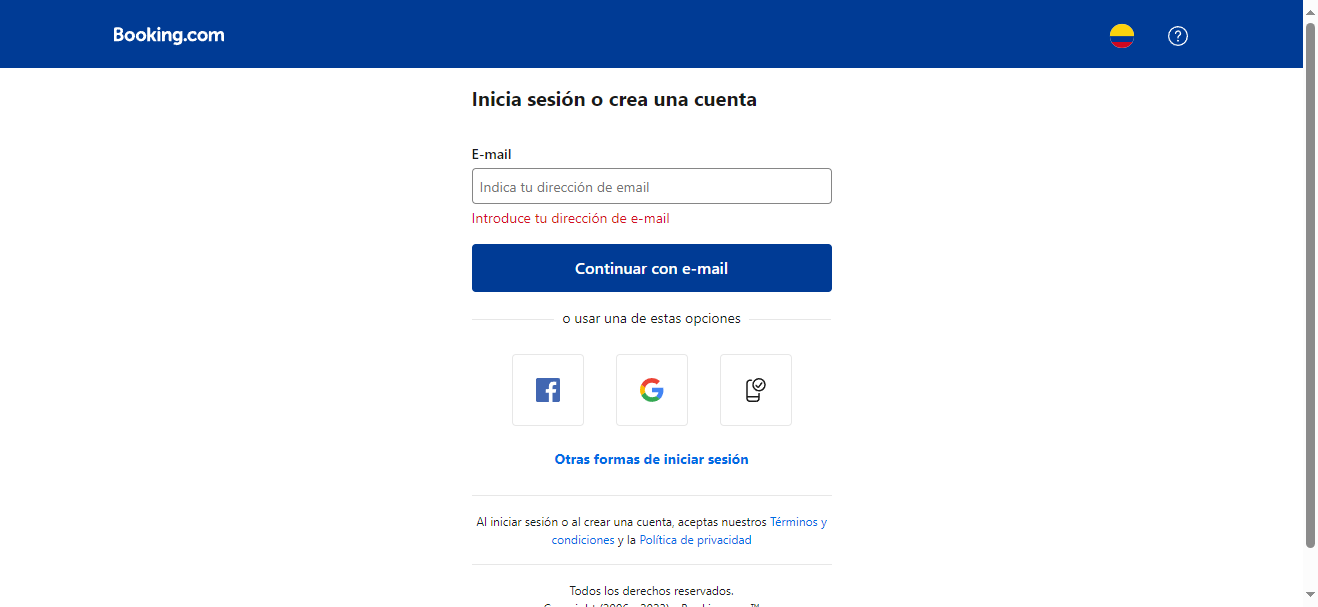 Booking.com
Inicia sesión o crea una cuenta
E-mail
Indica tu dirección de email
Introduce tu dirección de e-mail
Continuar con e-mail
o usar una de estas opciones
Otras formas de iniciar sesión
Al iniciar sesión o al crear una cuenta, aceptas nuestros Términos y
condiciones y la Política de privacidad
Todos los derechos reservados.